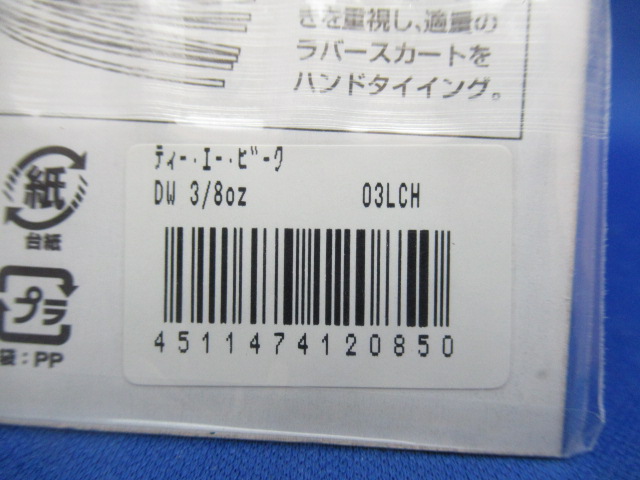 きを重視し、適量の
ラバースカートを
ハンドタイイング。
紙
台紙
プラ
袋:PP
ティー・エー・ビーク
DW 3/8oz 03LCH
4511474120850